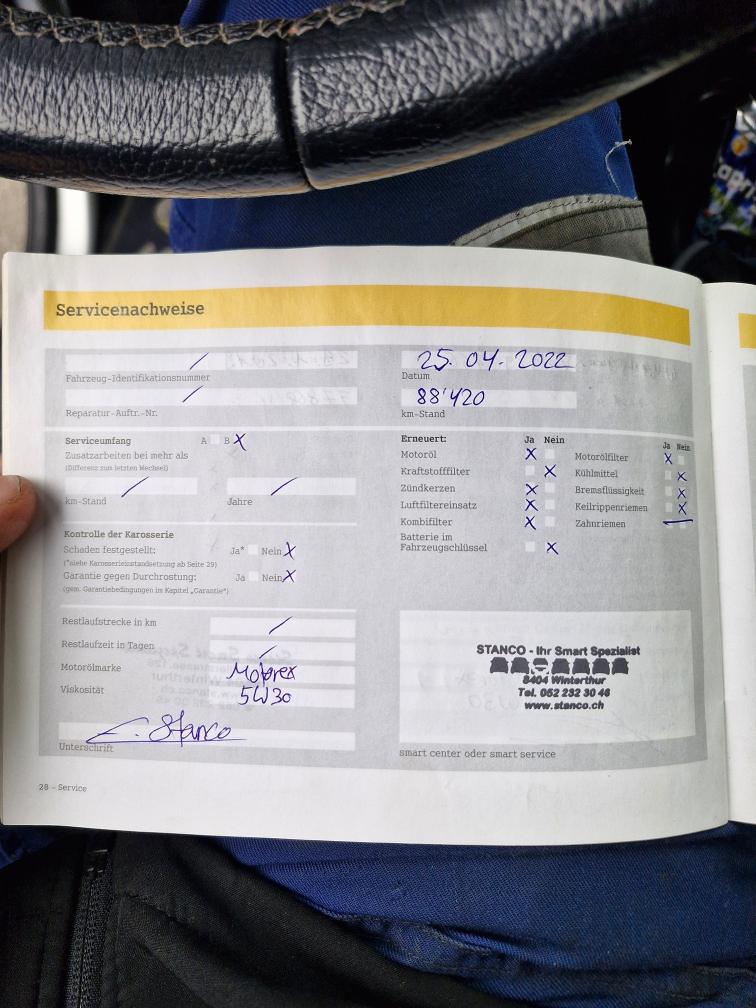 Servicenachweise
/
Fahrzeug-Identifikationsnummer
/
Reparatur-Auftr.-Nr.
25. 04. 2022
Datum
88'420
km-Stand
Serviceumfang A B X
Zusatzarbeiten bei mehr als
(Differenz zum letzten Wechsel)
/ /
km-Stand Jahre
Kontrolle der Karosserie
Schaden festgestellt: Ja* Nein X
(*siehe Karosserieinstandsetzung ab Seite 29)
Garantie gegen Durchrostung: Ja Nein X
(gem. Garantiebedingungen im Kapitel „Garantie“)
Erneuert: Ja Nein
Motoröl X
Kraftstofffilter X
Zündkerzen X
Luftfiltereinsatz X
Kombifilter X
Batterie im
Fahrzeugschlüssel X
Ja Nein
Motorölfilter X
Kühlmittel X
Bremsflüssigkeit X
Keilrippenriemen X
Zahnriemen —
Restlaufstrecke in km /
Restlaufzeit in Tagen /
Motorölmarke Motorex
Viskosität 5W30
Stanco
Unterschrift
STANCO - Ihr Smart Spezialist
8404 Winterthur
Tel. 052 232 30 46
www.stanco.ch
smart center oder smart service
28 – Service